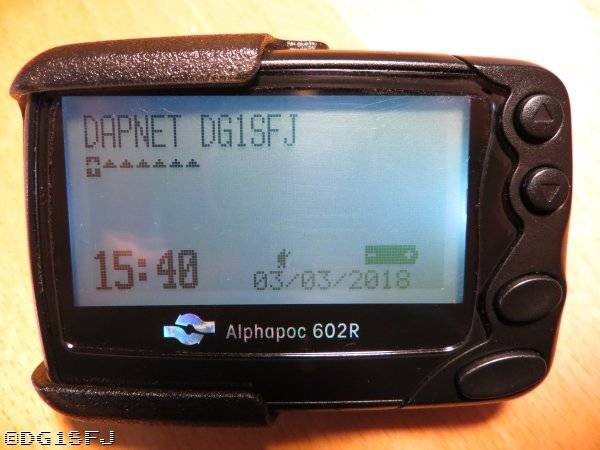 DAPNET DG1SFJ
15:40
03/03/2018
Alphapoc 602R
©DG1SFJ